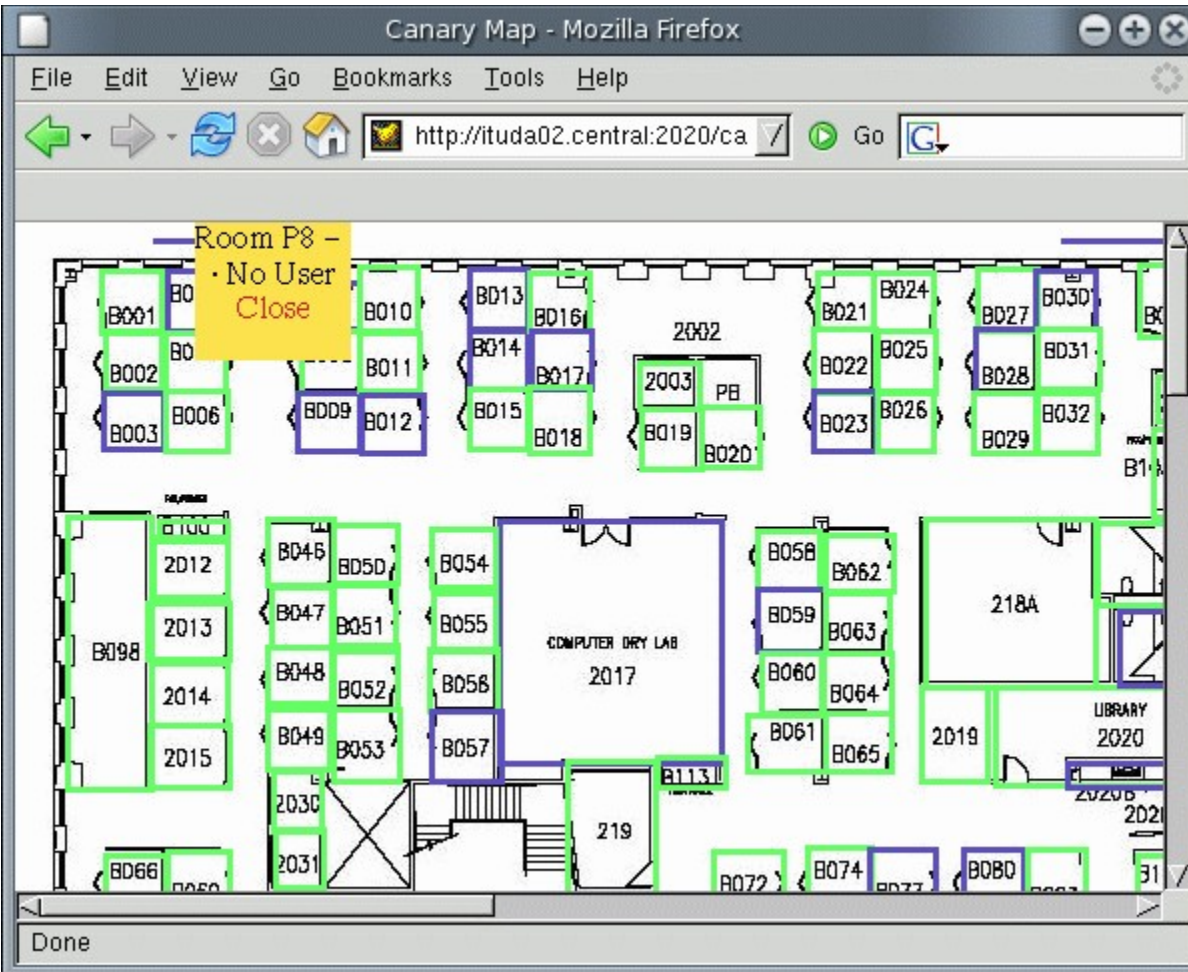 Canary Map - Mozilla Firefox
File Edit View Go Bookmarks Tools Help
http://ituda02.central:2020/ca Go
Room P8 –
· No User
Close
B001 B010 B013 B016 B021 B024 B027 B030
2002
B002 B011 B014 B017 B022 B025 B028 B031
2003 P8
B003 B006 B009 B012 B015 B018 B019 B020 B023 B026 B029 B032
B100
2012 B046 B050 B054 B058 B062
2013 B047 B051 B055 B059 B063 218A
B098
COMPUTER DRY LAB
2017
2014 B048 B052 B056 B060 B064
LIBRARY
2020
2015 B049 B053 B057 B061 B065 2019
B113
2030
2020B
219
2031
B066 B069 B072 B074 B077 B080
Done